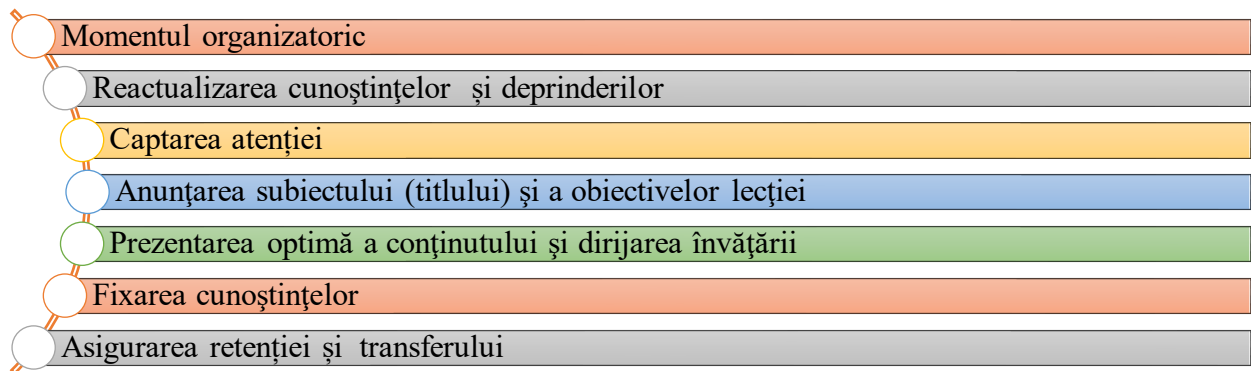 Momentul organizatoric
Reactualizarea cunoştinţelor și deprinderilor
Captarea atenției
Anunţarea subiectului (titlului) şi a obiectivelor lecţiei
Prezentarea optimă a conţinutului şi dirijarea învăţării
Fixarea cunoştinţelor
Asigurarea retenției și transferului